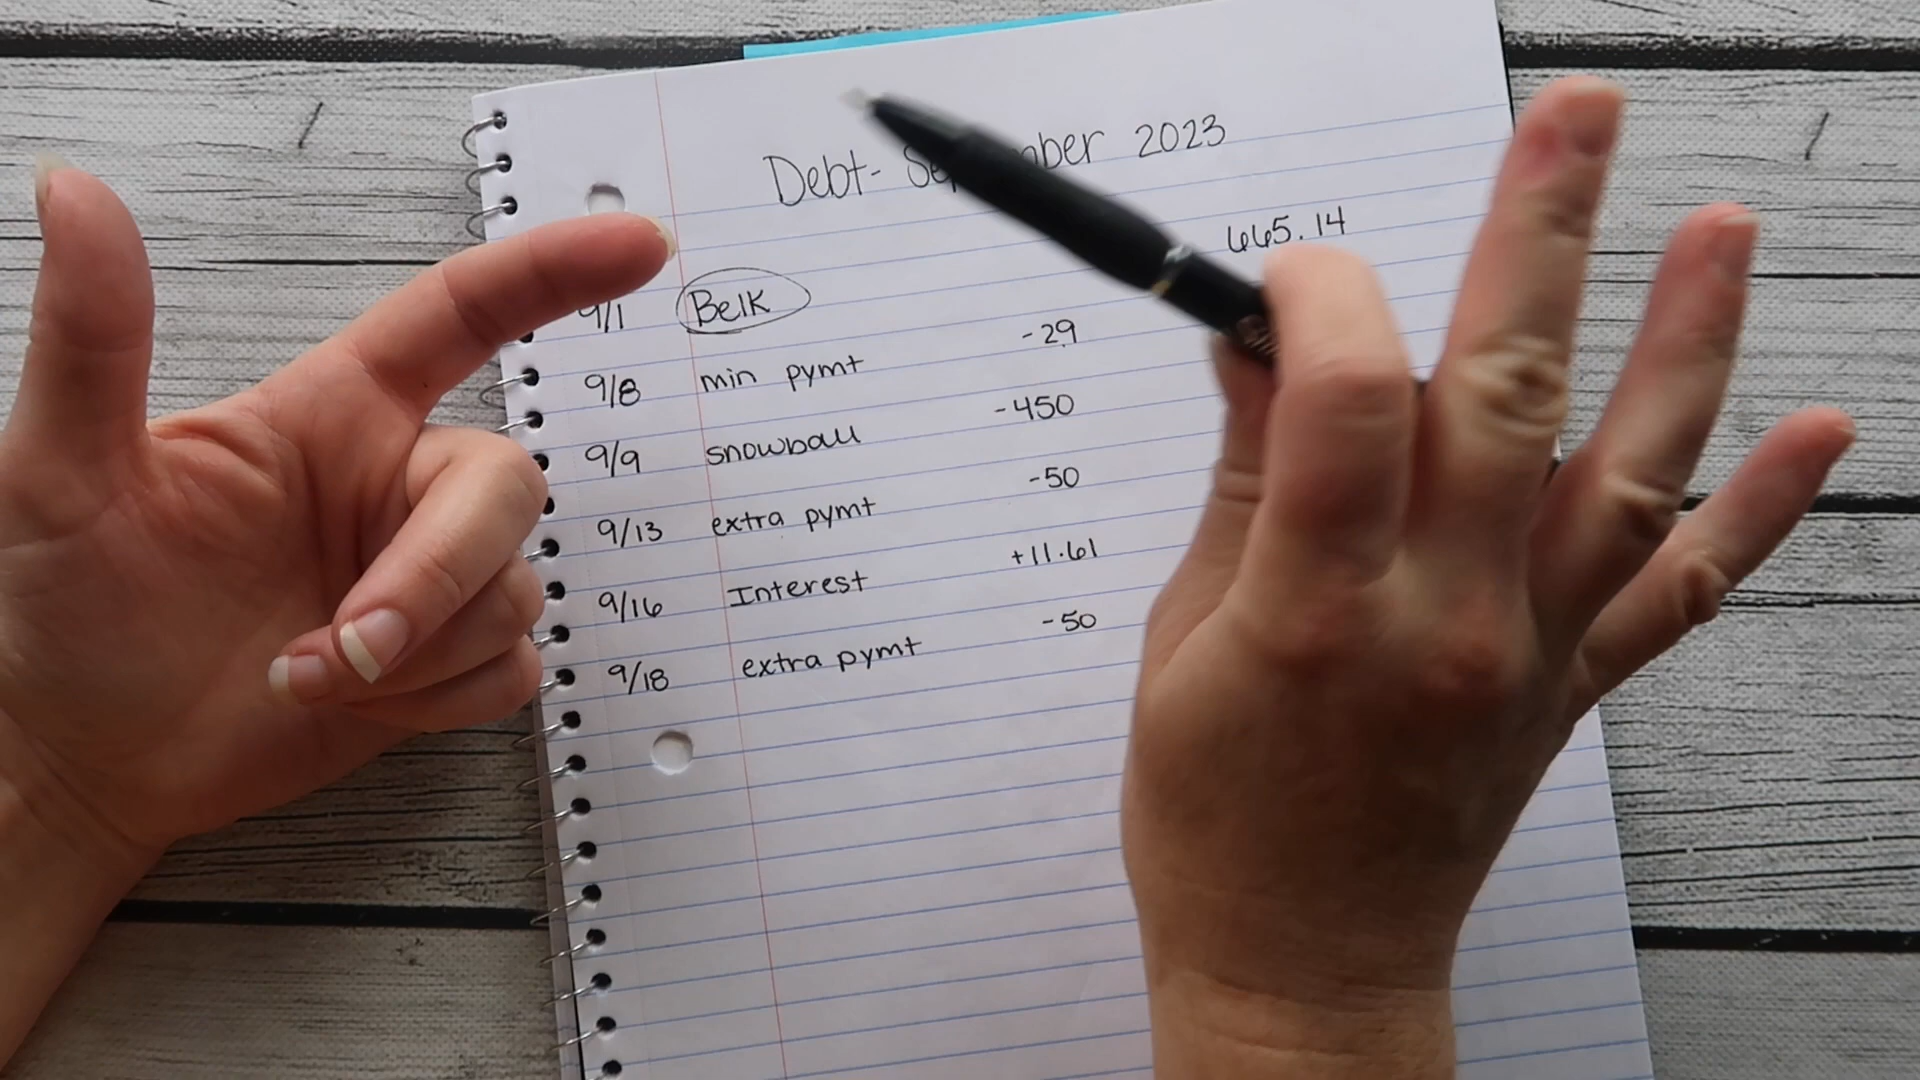 Debt- 2023
9/1 Belk 665.14
9/8 min pymt -29
9/9 snowball -450
9/13 extra pymt -50
9/16 Interest +11.61
9/18 extra pymt -50